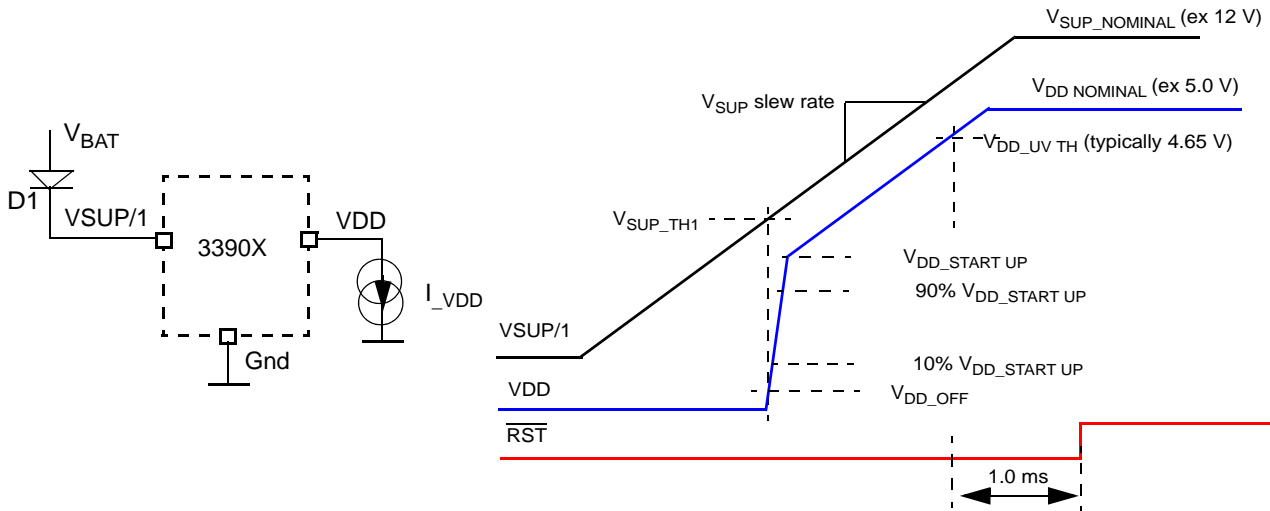 V_BAT
D1
VSUP/1
3390X
VDD
I_VDD
Gnd
V_SUP_NOMINAL (ex 12 V)
V_DD NOMINAL (ex 5.0 V)
V_SUP slew rate
V_DD_UV TH (typically 4.65 V)
V_SUP_TH1
V_DD_START UP
90% V_DD_START UP
VSUP/1
10% V_DD_START UP
VDD
V_DD_OFF
RST
1.0 ms